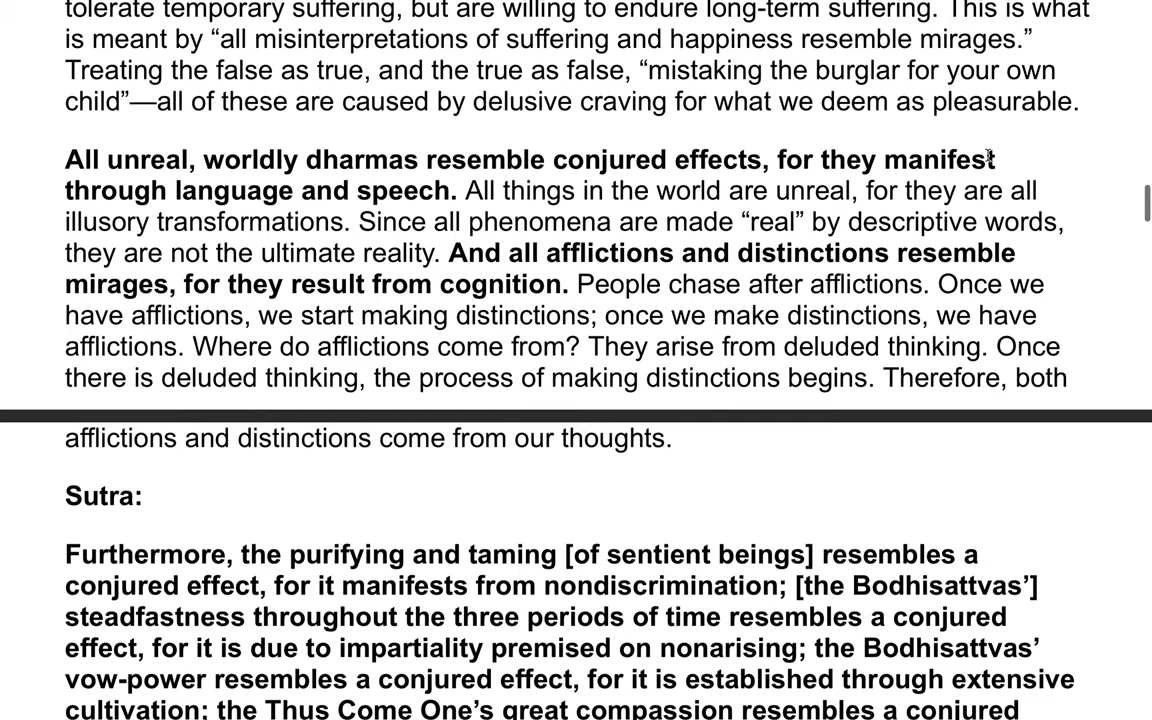 tolerate temporary suffering, but are willing to endure long-term suffering. This is what
is meant by “all misinterpretations of suffering and happiness resemble mirages.”
Treating the false as true, and the true as false, “mistaking the burglar for your own
child”—all of these are caused by delusive craving for what we deem as pleasurable.
All unreal, worldly dharmas resemble conjured effects, for they manifest
through language and speech. All things in the world are unreal, for they are all
illusory transformations. Since all phenomena are made “real” by descriptive words,
they are not the ultimate reality. And all afflictions and distinctions resemble
mirages, for they result from cognition. People chase after afflictions. Once we
have afflictions, we start making distinctions; once we make distinctions, we have
afflictions. Where do afflictions come from? They arise from deluded thinking. Once
there is deluded thinking, the process of making distinctions begins. Therefore, both
afflictions and distinctions come from our thoughts.
Sutra:
Furthermore, the purifying and taming [of sentient beings] resembles a
conjured effect, for it manifests from nondiscrimination; [the Bodhisattvas’]
steadfastness throughout the three periods of time resembles a conjured
effect, for it is due to impartiality premised on nonarising; the Bodhisattvas’
vow-power resembles a conjured effect, for it is established through extensive
cultivation; the Thus Come One’s great compassion resembles a conjured